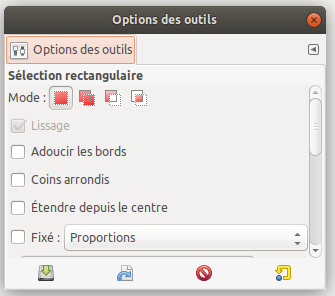 Options des outils
Options des outils
Sélection rectangulaire
Mode :
Lissage
Adoucir les bords
Coins arrondis
Étendre depuis le centre
Fixé : Proportions